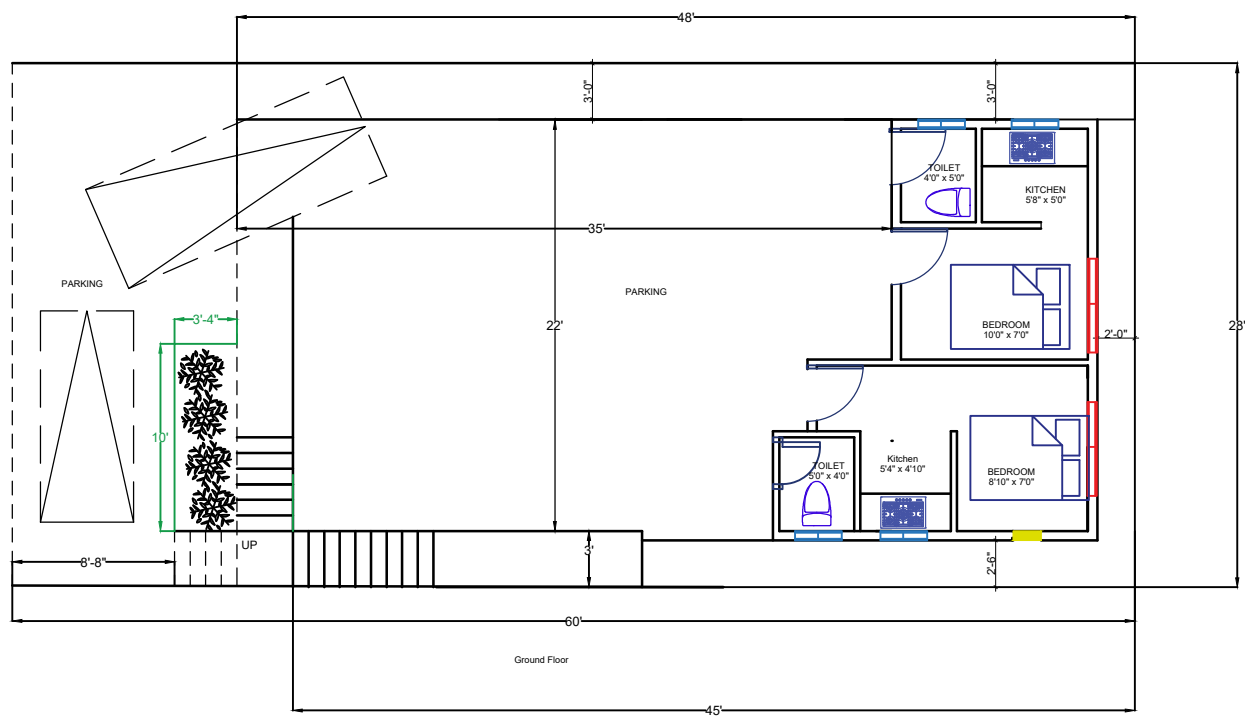 48'
3'-0"
3'-0"
TOILET
4'0" x 5'0"
KITCHEN
5'8" x 5'0"
35'
PARKING
PARKING
3'-4"
22'
BEDROOM
10'0" x 7'0"
2'-0"
28'
10'
TOILET
5'0" x 4'0"
Kitchen
5'4" x 4'10"
BEDROOM
8'10" x 7'0"
UP
3'
8'-8"
2'-6"
60'
Ground Floor
45'